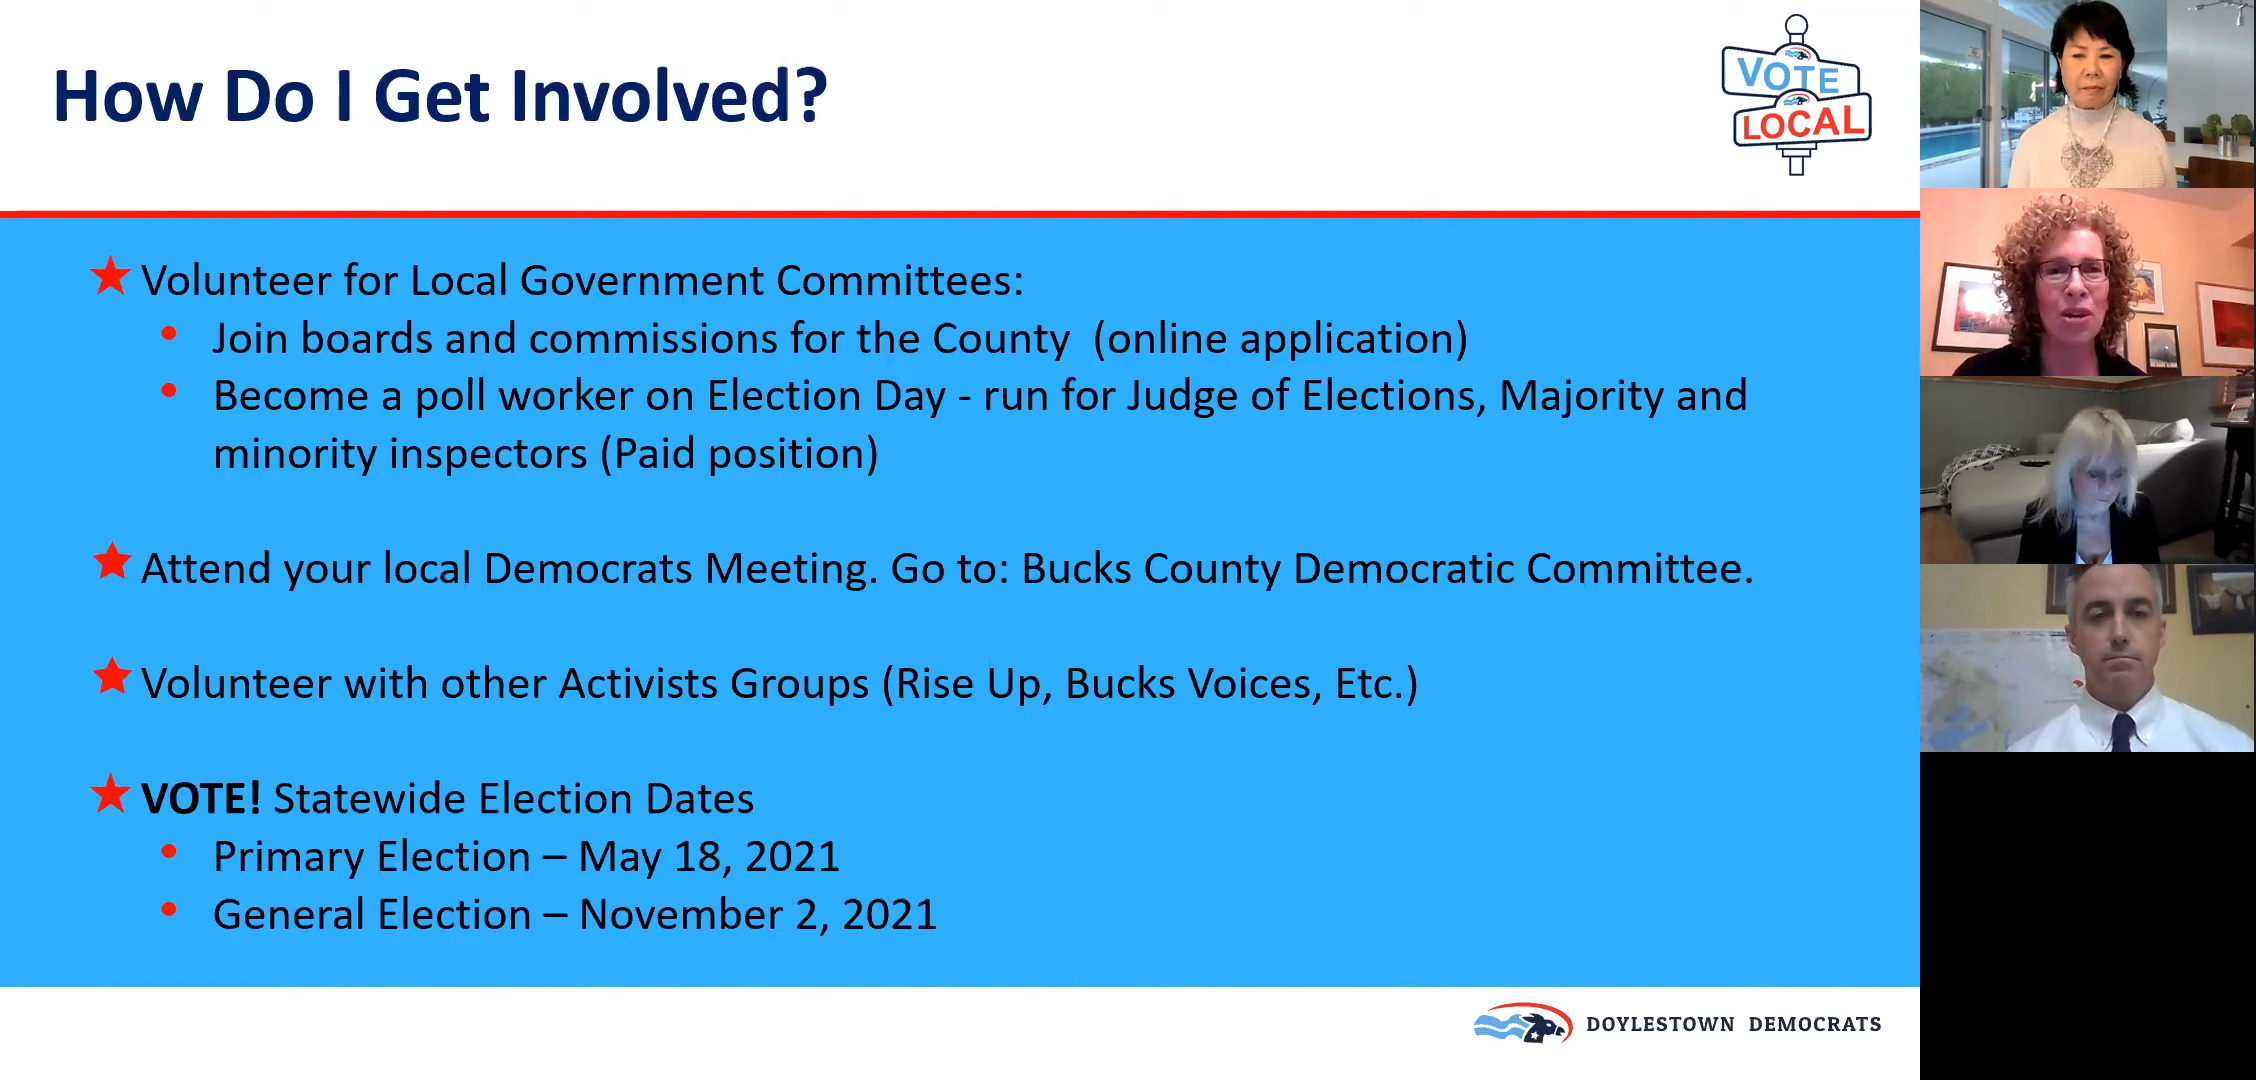 How Do I Get Involved?
VOTE
LOCAL
Volunteer for Local Government Committees:
Join boards and commissions for the County (online application)
Become a poll worker on Election Day - run for Judge of Elections, Majority and
minority inspectors (Paid position)
Attend your local Democrats Meeting. Go to: Bucks County Democratic Committee.
Volunteer with other Activists Groups (Rise Up, Bucks Voices, Etc.)
VOTE! Statewide Election Dates
Primary Election – May 18, 2021
General Election – November 2, 2021
DOYLESTOWN DEMOCRATS